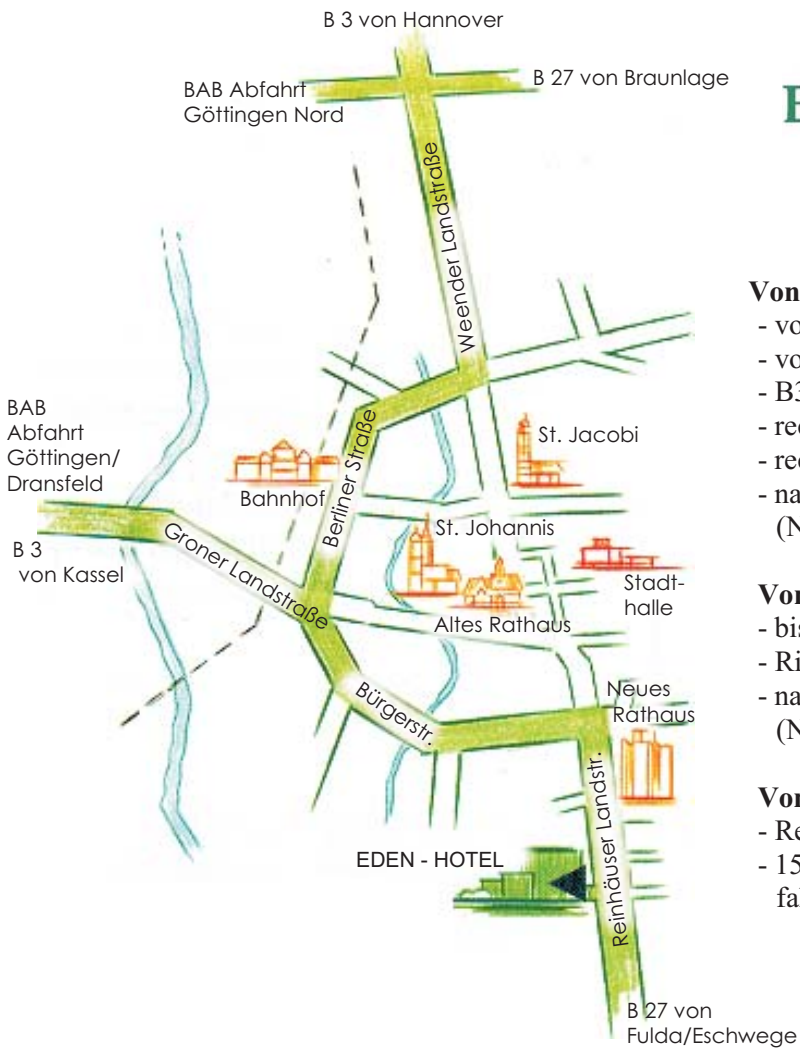 B 3 von Hannover
BAB Abfahrt
Göttingen Nord
B 27 von Braunlage
Weender Landstraße
BAB
Abfahrt
Göttingen/
Dransfeld
B 3
von Kassel
Bahnhof
Berliner Straße
St. Jacobi
St. Johannis
Groner Landstraße
Altes Rathaus
Stadt-
halle
Bürgerstr.
Neues
Rathaus
EDEN - HOTEL
Reinhäuser Landstr.
B 27 von
Fulda/Eschwege
Von
- B3